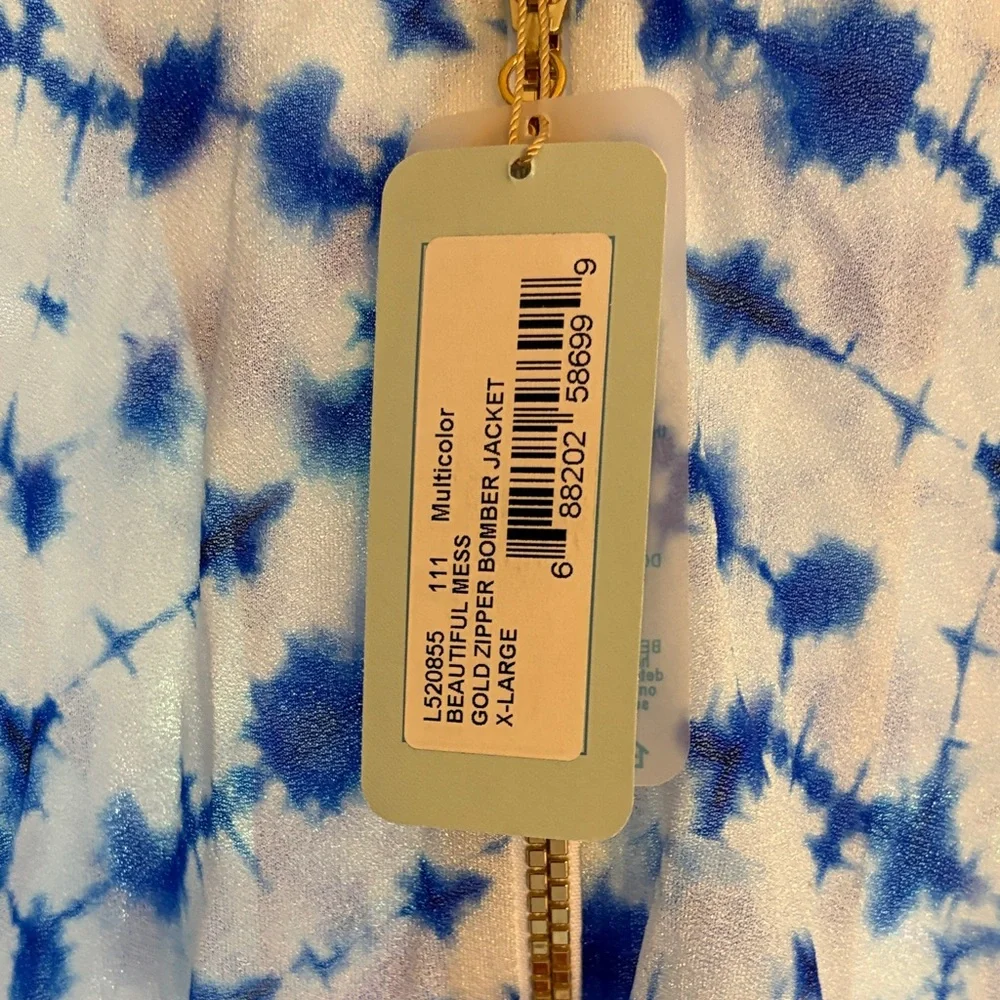 L520855 111 Multicolor
BEAUTIFUL MESS
GOLD ZIPPER BOMBER JACKET
X-LARGE
6 88202 58699 9